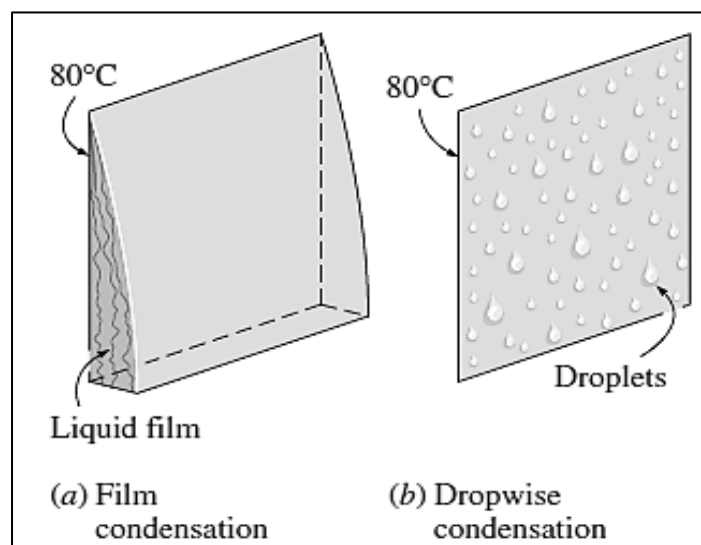 80°C
Liquid film
(a) Film
condensation
80°C
Droplets
(b) Dropwise
condensation